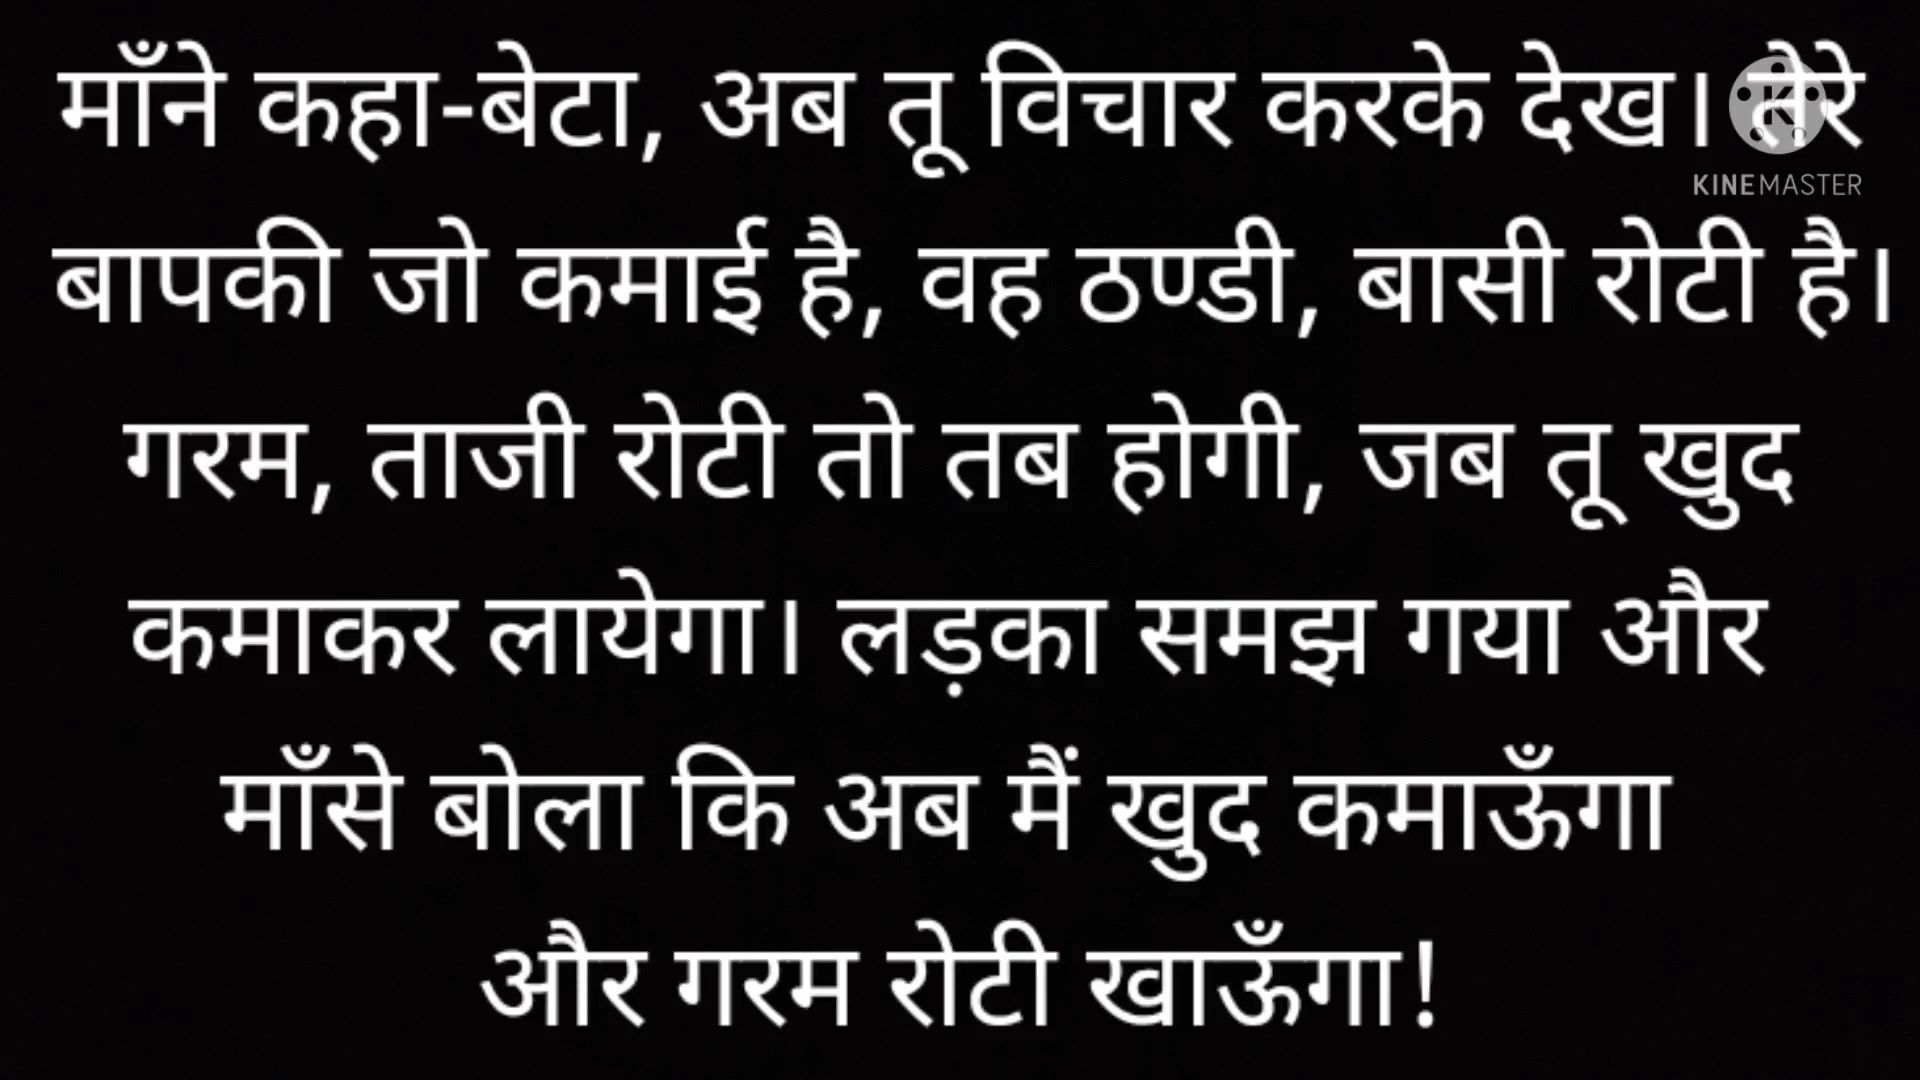 माँने कहा-बेटा, अब तू विचार करके देख। तेरे
KINEMASTER
बापकी जो कमाई है, वह ठण्डी, बासी रोटी है।
गरम, ताजी रोटी तो तब होगी, जब तू खुद
कमाकर लायेगा। लड़का समझ गया और
माँसे बोला कि अब मैं खुद कमाऊँगा
और गरम रोटी खाऊँगा!